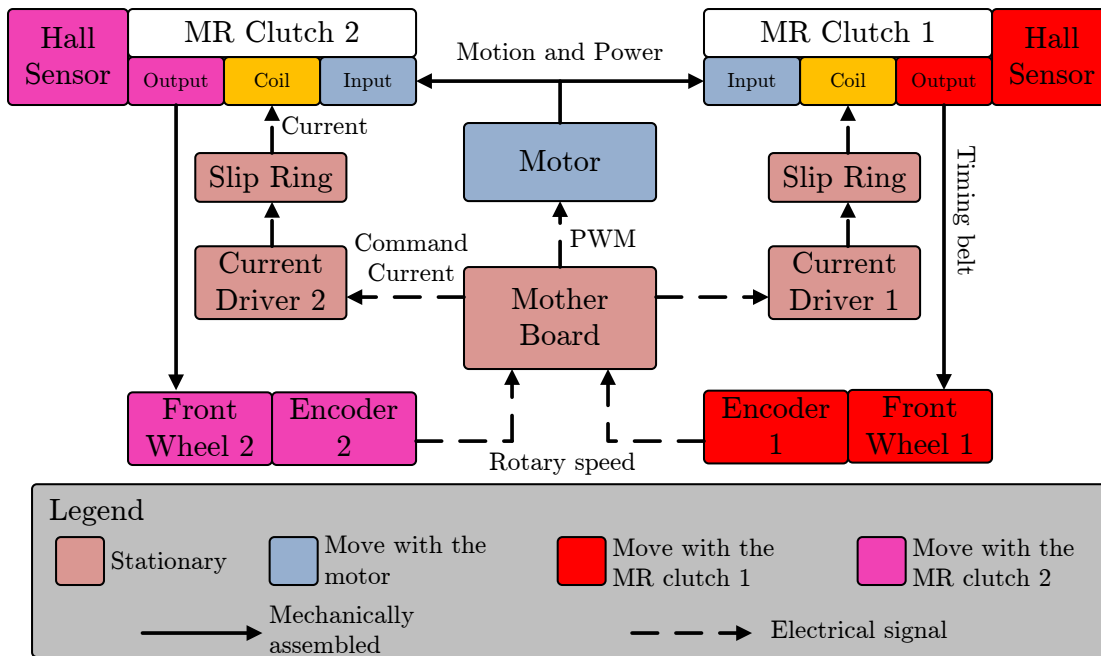 Hall
Sensor
MR Clutch 2
Output
Coil
Input
Motion and Power
MR Clutch 1
Input
Coil
Output
Hall
Sensor
Current
Slip Ring
Motor
Slip Ring
Timing belt
Command
Current
PWM
Current
Driver 2
Mother
Board
Current
Driver 1
Front
Wheel 2
Encoder
2
Rotary speed
Encoder
1
Front
Wheel 1
Legend
Stationary
Move with the
motor
Move with the
MR clutch 1
Move with the
MR clutch 2
Mechanically
assembled
Electrical signal